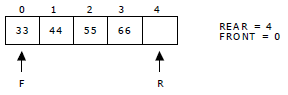 0 1 2 3 4
33 44 55 66
REAR = 4
FRONT = 0
F R